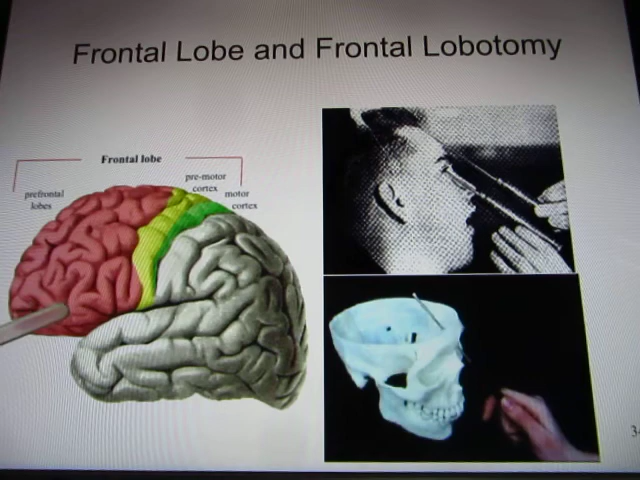 Frontal Lobe and Frontal Lobotomy
Frontal lobe
prefrontal
lobes
pre-motor
cortex
motor
cortex